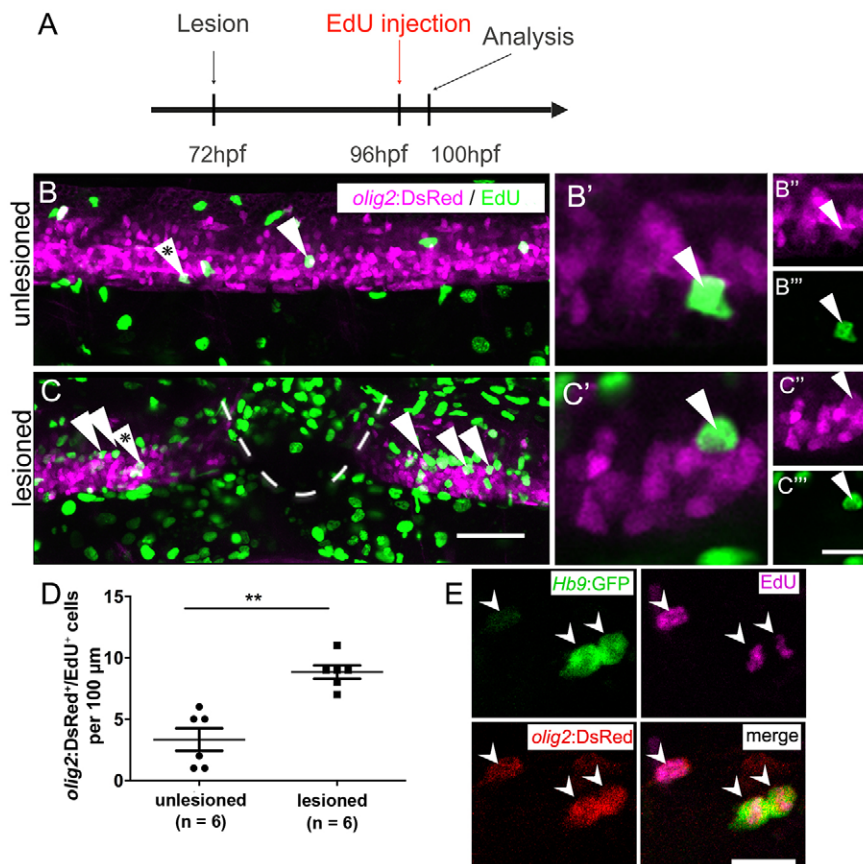 A
Lesion
EdU injection
Analysis
72hpf
96hpf
100hpf
B
olig2:DsRed / EdU
*
unlesioned
B'
B''
B'''
C
*
lesioned
C'
C''
C'''
D
**
olig2:DsRed⁺/EdU⁺ cells
per 100 µm
15
10
5
0
unlesioned
(n = 6)
lesioned
(n = 6)
E
Hb9:GFP
EdU
olig2:DsRed
merge